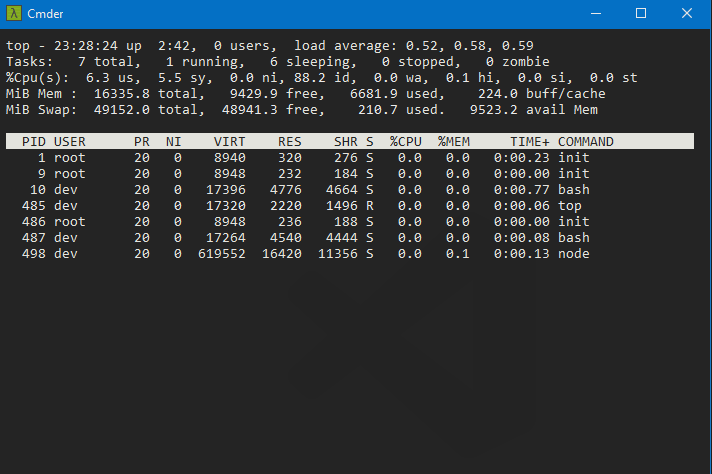 λ Cmder
top - 23:28:24 up  2:42,  0 users,  load average: 0.52, 0.58, 0.59
Tasks:   7 total,   1 running,   6 sleeping,   0 stopped,   0 zombie
%Cpu(s):  6.3 us,  5.5 sy,  0.0 ni, 88.2 id,  0.0 wa,  0.1 hi,  0.0 si,  0.0 st
MiB Mem :  16335.8 total,   9429.9 free,   6681.9 used,    224.0 buff/cache
MiB Swap:  49152.0 total,  48941.3 free,    210.7 used.   9523.2 avail Mem
  PID USER      PR  NI    VIRT    RES    SHR S  %CPU  %MEM     TIME+ COMMAND
    1 root      20   0    8940    320    276 S   0.0   0.0   0:00.23 init
    9 root      20   0    8948    232    184 S   0.0   0.0   0:00.00 init
   10 dev       20   0   17396   4776   4664 S   0.0   0.0   0:00.77 bash
  485 dev       20   0   17320   2220   1496 R   0.0   0.0   0:00.06 top
  486 root      20   0    8948    236    188 S   0.0   0.0   0:00.00 init
  487 dev       20   0   17264   4540   4444 S   0.0   0.0   0:00.08 bash
  498 dev       20   0  619552  16420  11356 S   0.0   0.1   0:00.13 node